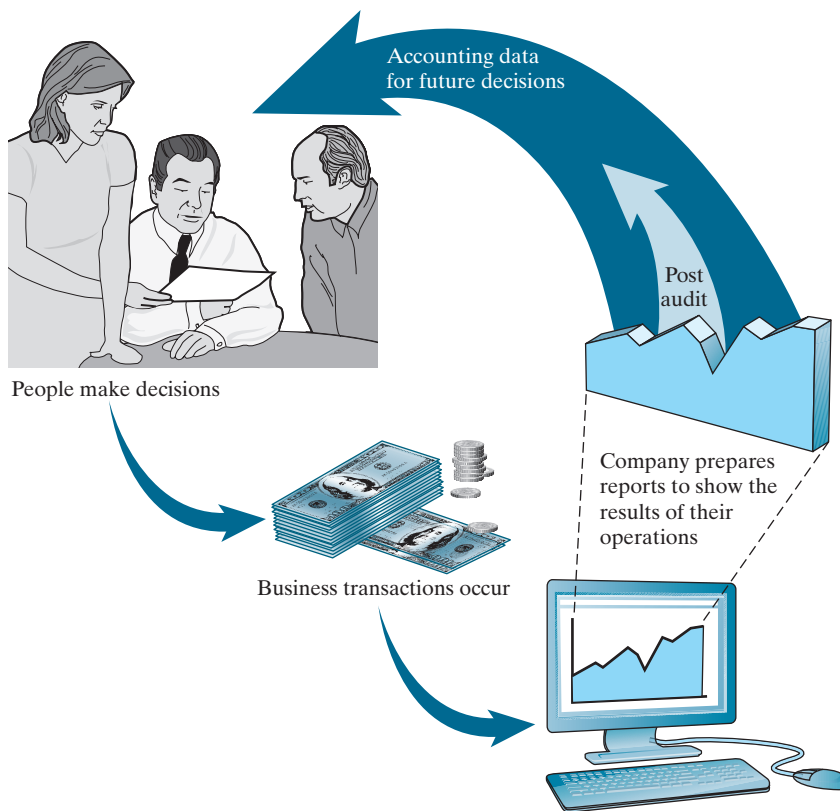 Accounting data
for future decisions
Post
audit
People make decisions
Company prepares
reports to show the
results of their
operations
Business transactions occur